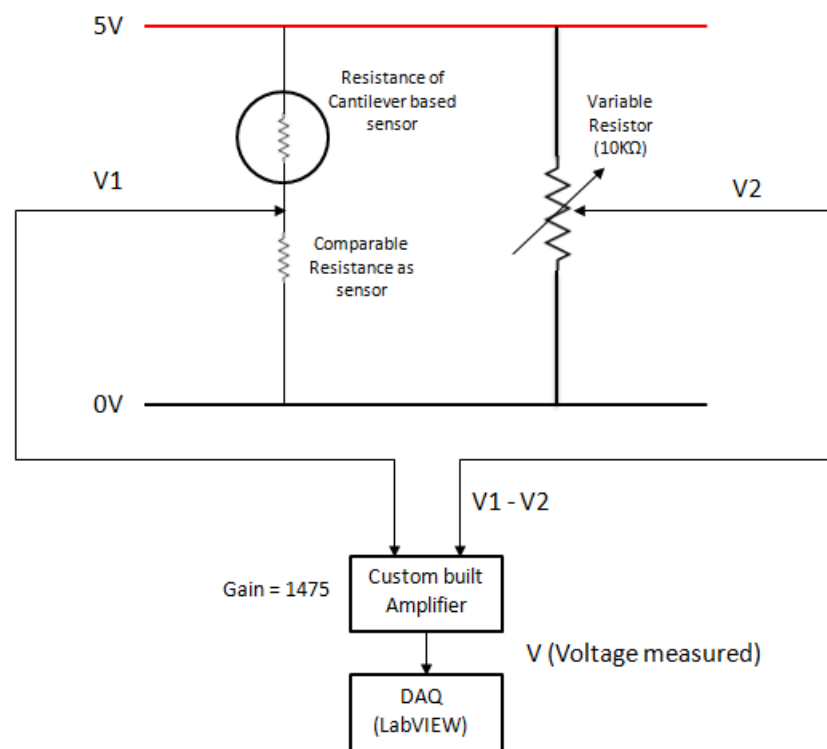 5V
Resistance of
Cantilever based
sensor
Variable
Resistor
(10KΩ)
V1
V2
Comparable
Resistance as
sensor
0V
V1 - V2
Gain = 1475
Custom built
Amplifier
V (Voltage measured)
DAQ
(LabVIEW)